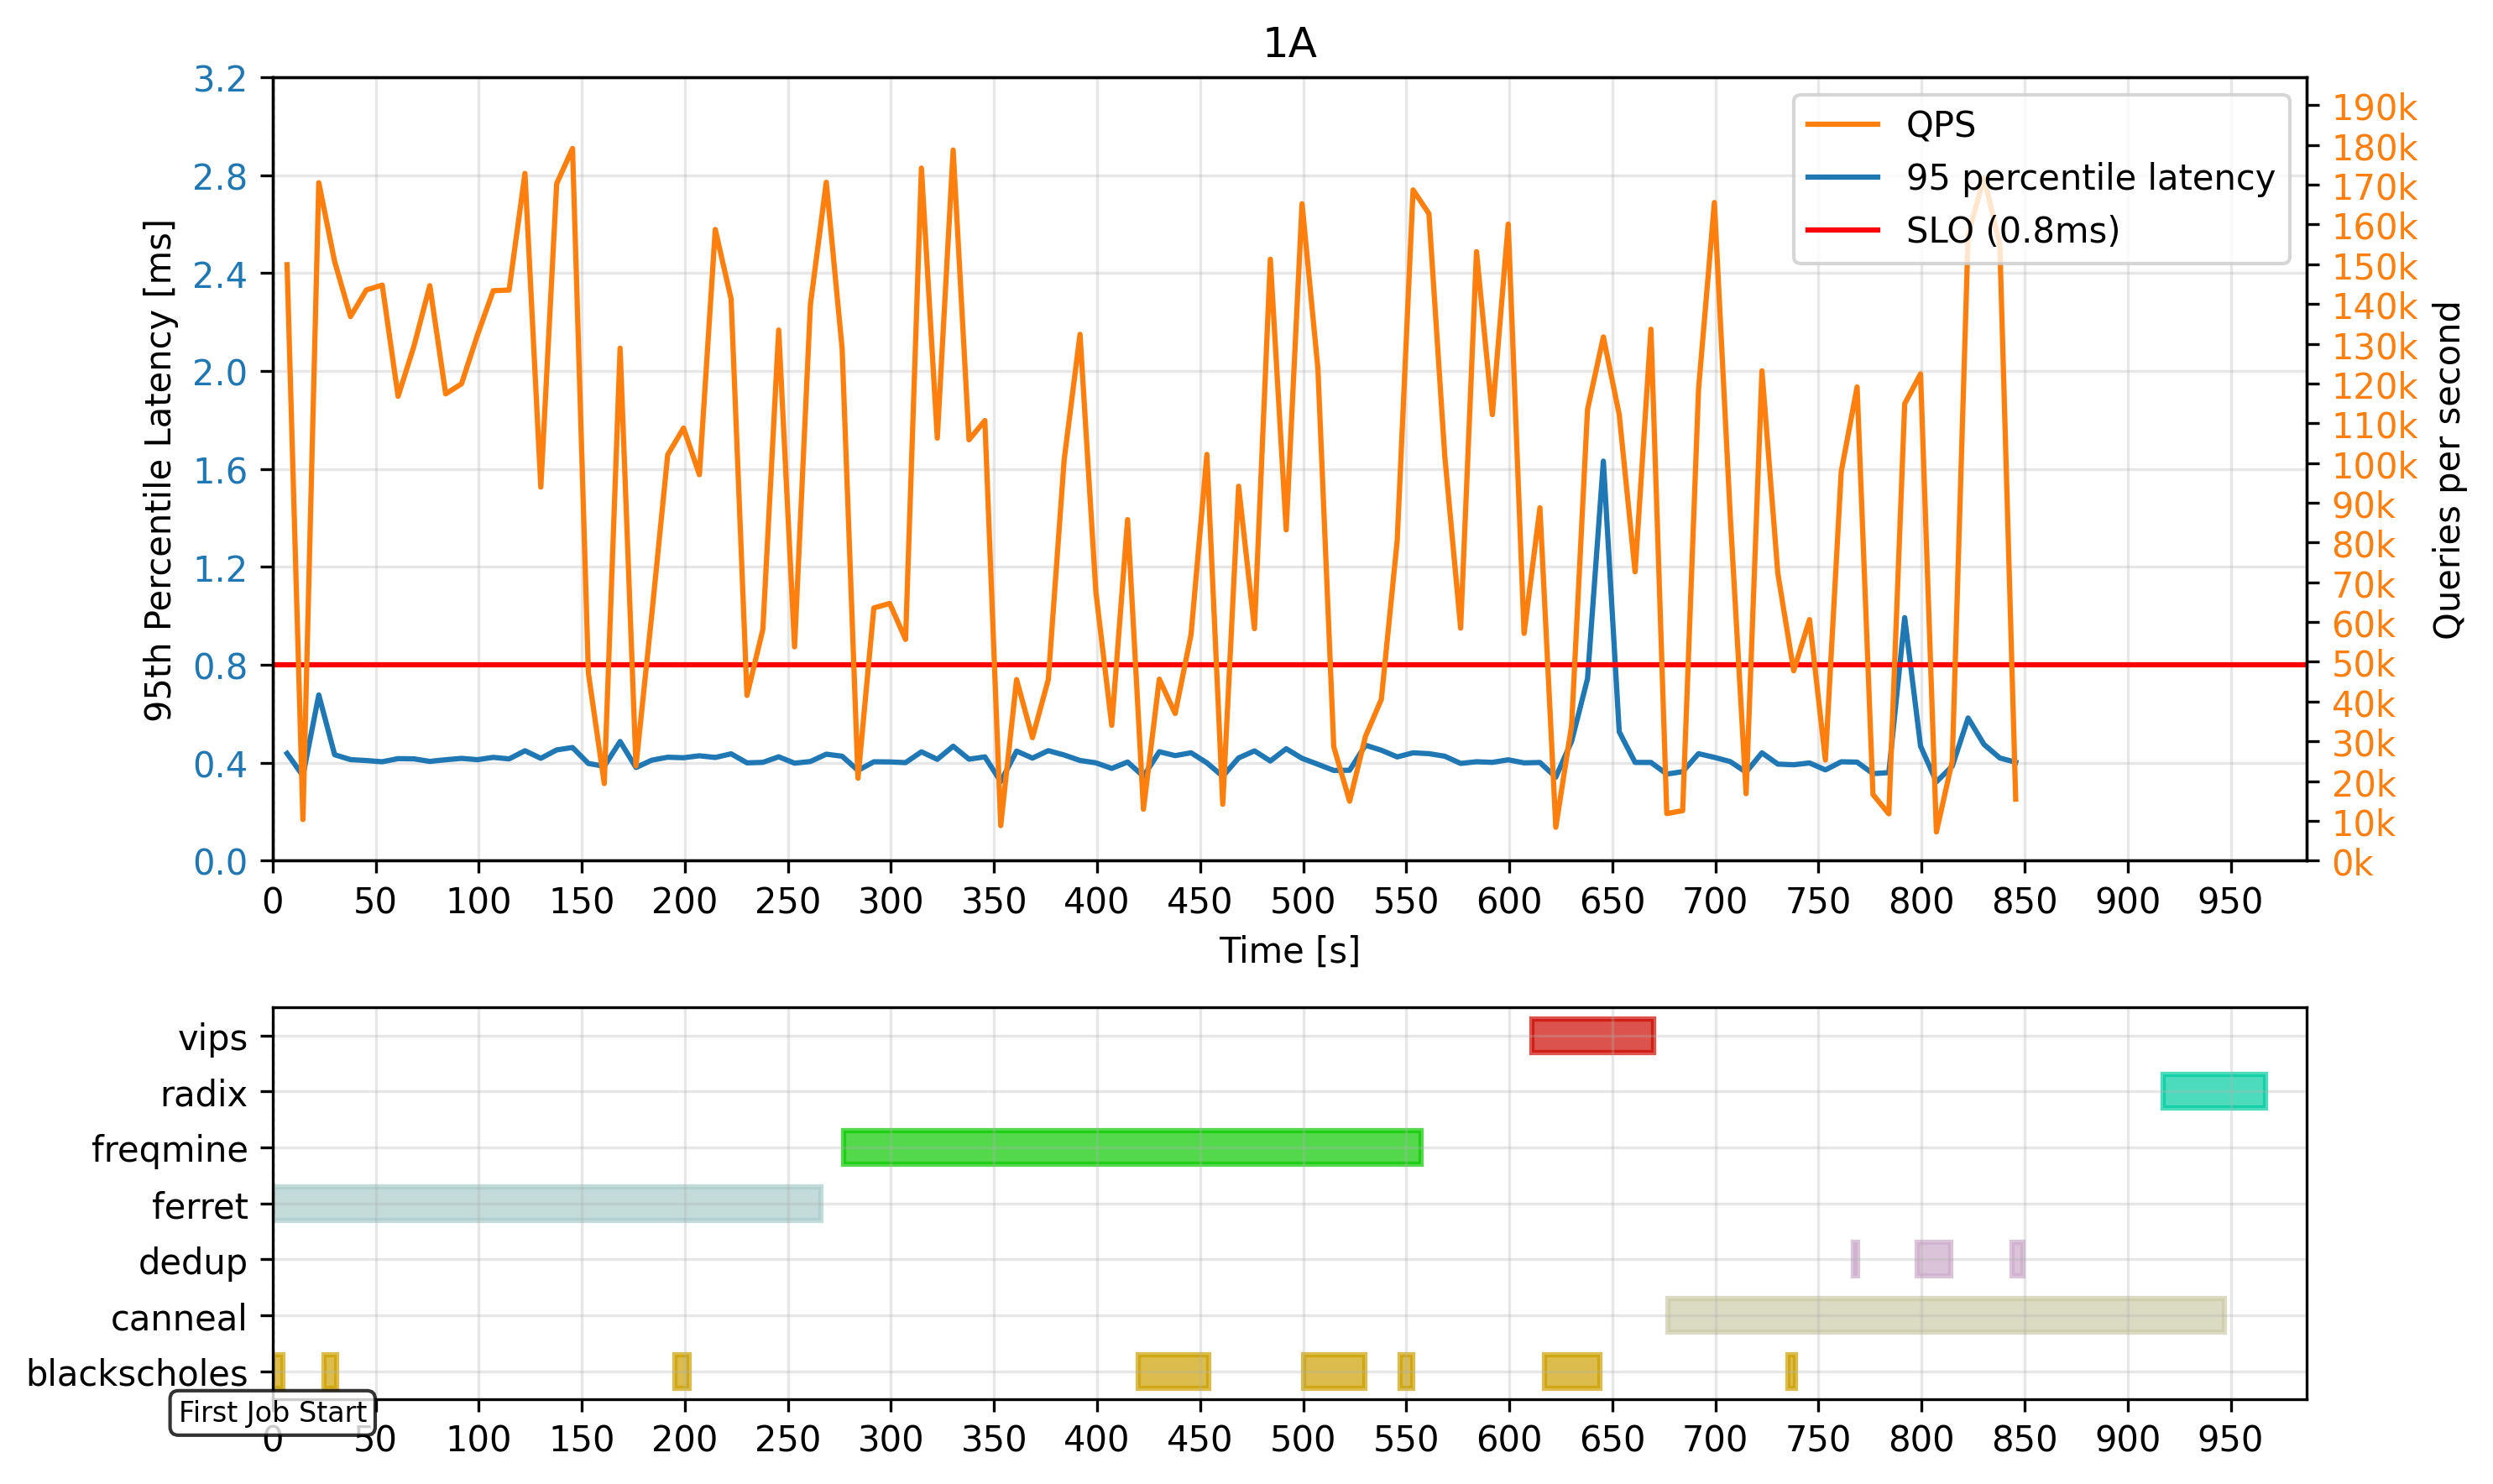 1A
3.2
2.8
2.4
2.0
1.6
1.2
0.8
0.4
0.0
95th Percentile Latency [ms]
QPS
95 percentile latency
SLO (0.8ms)
190k
180k
170k
160k
150k
140k
130k
120k
110k
100k
90k
80k
70k
60k
50k
40k
30k
20k
10k
0k
Queries per second
0 50 100 150 200 250 300 350 400 450 500 550 600 650 700 750 800 850 900 950
Time [s]
vips
radix
freqmine
ferret
dedup
canneal
blackscholes
First Job Start
0 50 100 150 200 250 300 350 400 450 500 550 600 650 700 750 800 850 900 950